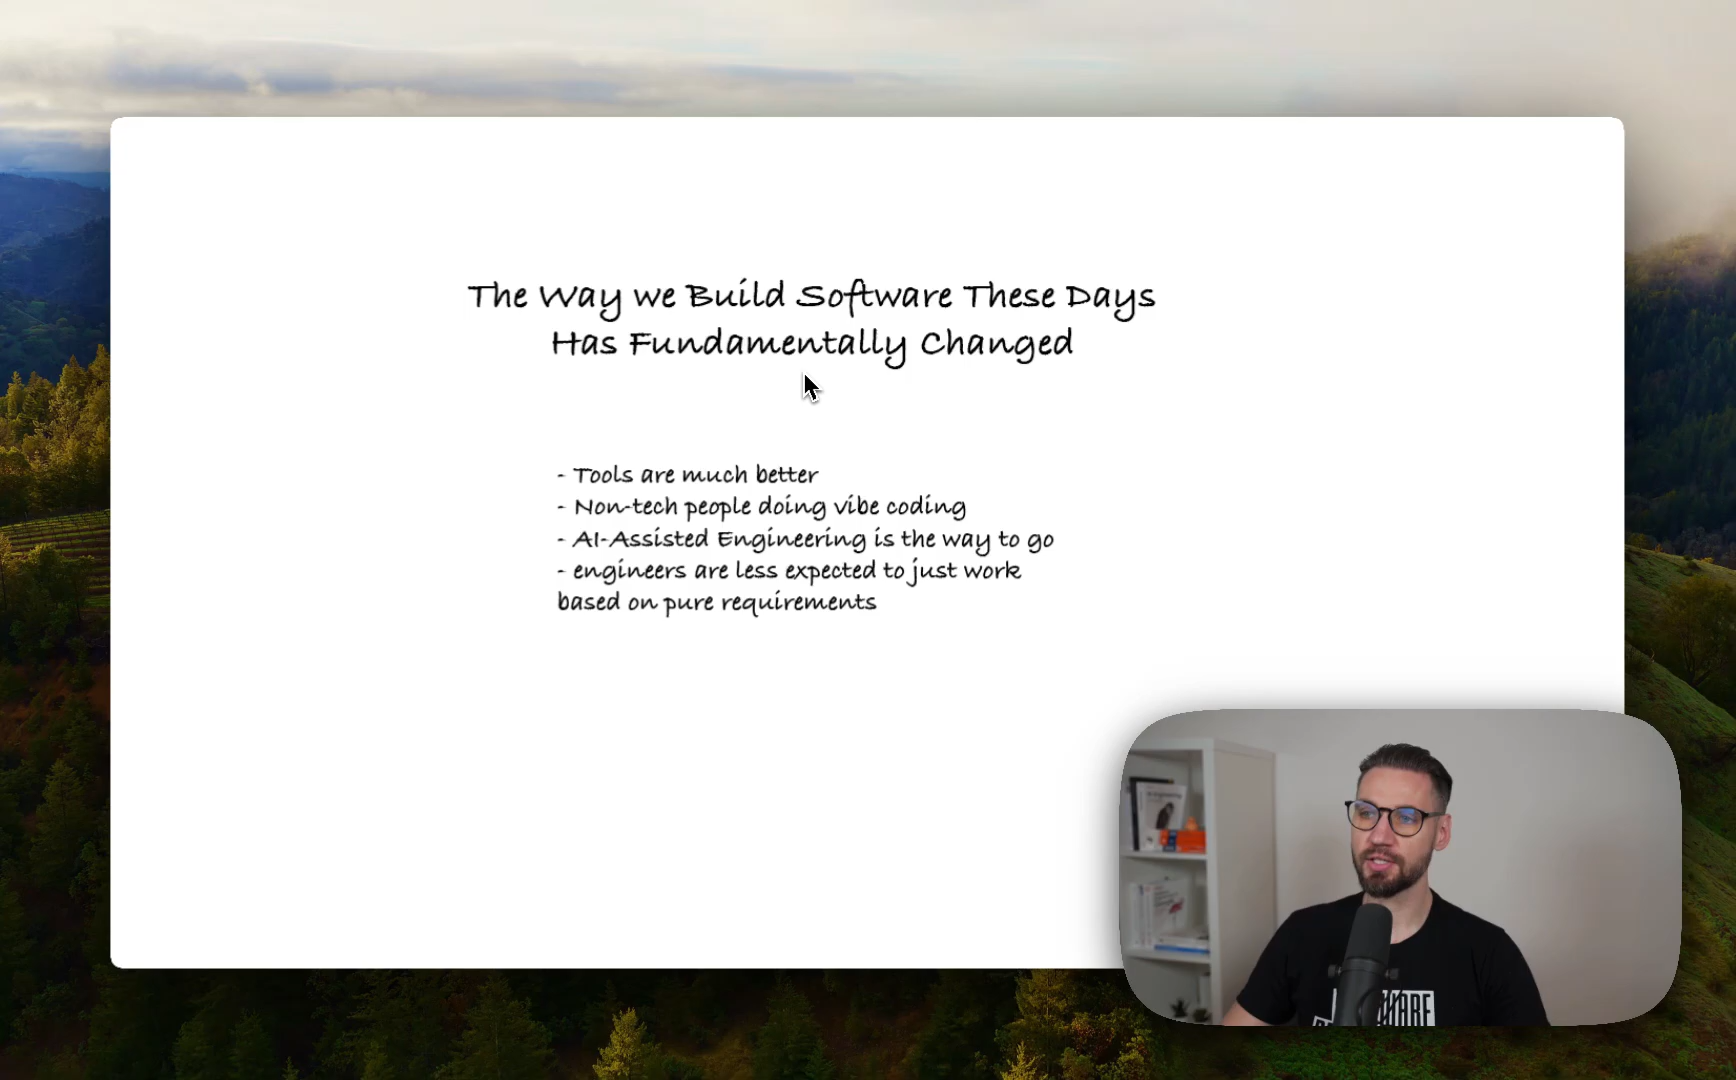 The Way we Build Software These Days
Has Fundamentally Changed
- Tools are much better
- Non-tech people doing vibe coding
- AI-Assisted Engineering is the way to go
- engineers are less expected to just work
based on pure requirements